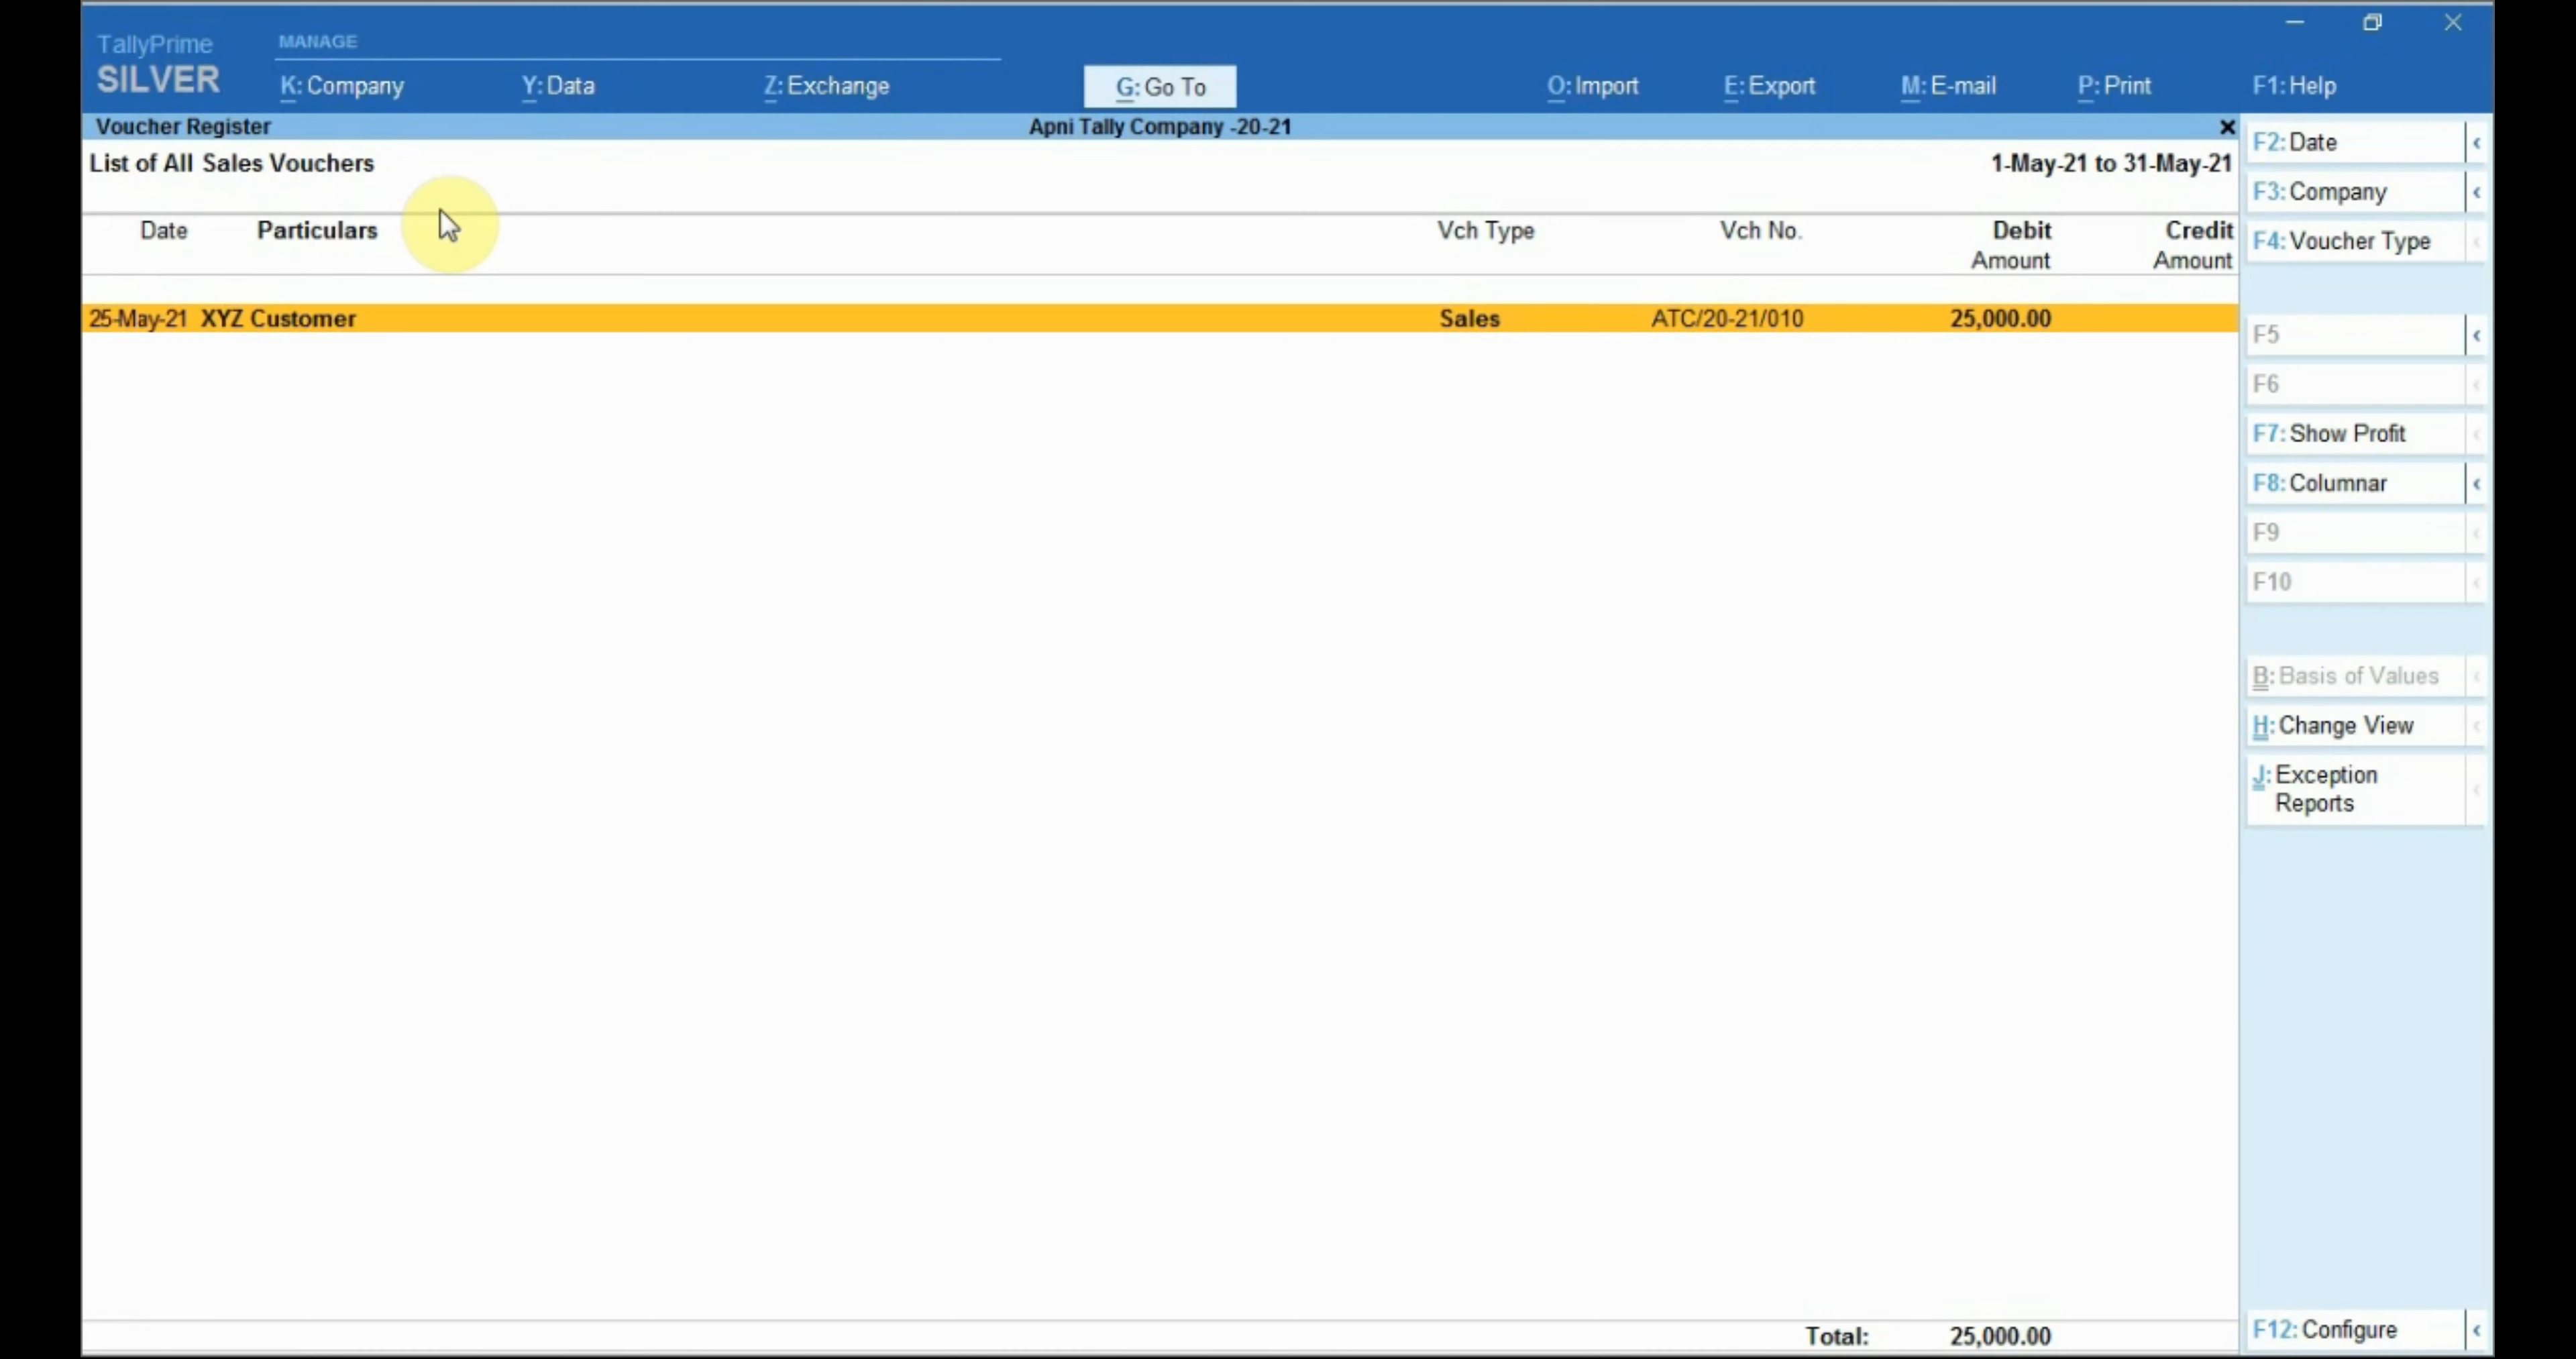 TallyPrime
SILVER
MANAGE
K: Company
Y: Data
Z: Exchange
G: Go To
O: Import
E: Export
M: E-mail
P: Print
F1: Help
Voucher Register
Apni Tally Company -20-21
List of All Sales Vouchers
1-May-21 to 31-May-21
Date
Particulars
Vch Type
Vch No.
Debit
Amount
Credit
Amount
25-May-21 XYZ Customer Sales ATC/20-21/010 25,000.00
Total: 25,000.00
F2: Date
F3: Company
F4: Voucher Type
F5
F6
F7: Show Profit
F8: Columnar
F9
F10
B: Basis of Values
H: Change View
J: Exception
Reports
F12: Configure